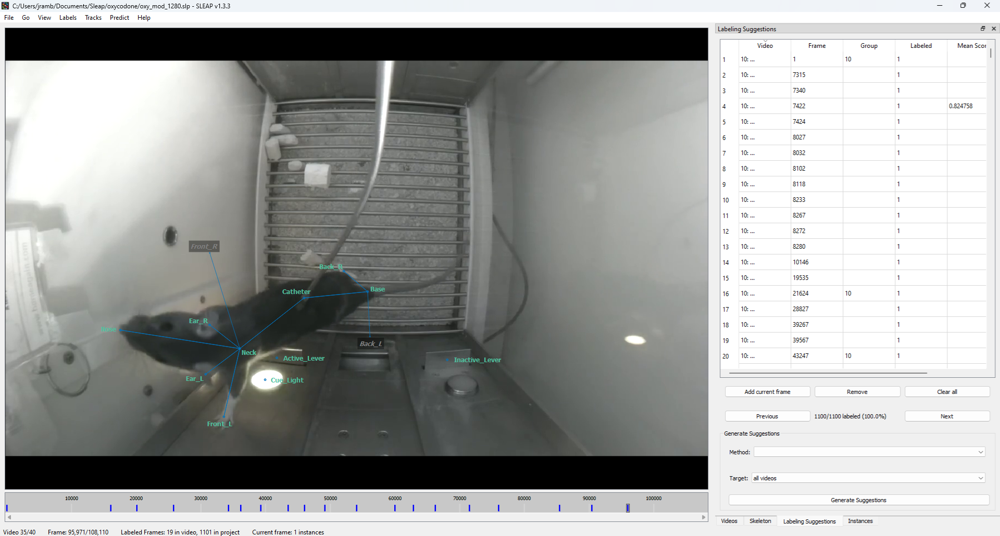 C:/Users/jramb/Documents/Sleap/oxycodone/oxy_mod_1280.slp - SLEAP v1.3.3
File Go View Labels Tracks Predict Help
Labeling Suggestions
Video Frame Group Labeled Mean Scor
1 10: ... 1 10 1
2 10: ... 7315 1
3 10: ... 7340 1
4 10: ... 7422 1 0.824758
5 10: ... 7424 1
6 10: ... 8027 1
7 10: ... 8032 1
8 10: ... 8102 1
9 10: ... 8118 1
10 10: ... 8233 1
11 10: ... 8267 1
12 10: ... 8272 1
13 10: ... 8280 1
14 10: ... 10146 1
15 10: ... 19535 1
16 10: ... 21624 10 1
17 10: ... 28827 1
18 10: ... 39267 1
19 10: ... 39567 1
20 10: ... 43247 10 1
Add current frame Remove Clear all
Previous 1100/1100 labeled (100.0%) Next
Generate Suggestions
Method:
Target: all videos
Generate Suggestions
Videos Skeleton Labeling Suggestions Instances
Front_R
Back_R
Base
Catheter
Ear_R
Nose
Back_L
Neck
Active_Lever
Inactive_Lever
Ear_L
Cue_Light
Front_L
10000 20000 30000 40000 50000 60000 70000 80000 90000 100000
Video 35/40 Frame: 95,971/108,110 Labeled Frames: 19 in video, 1101 in project Current frame: 1 instances